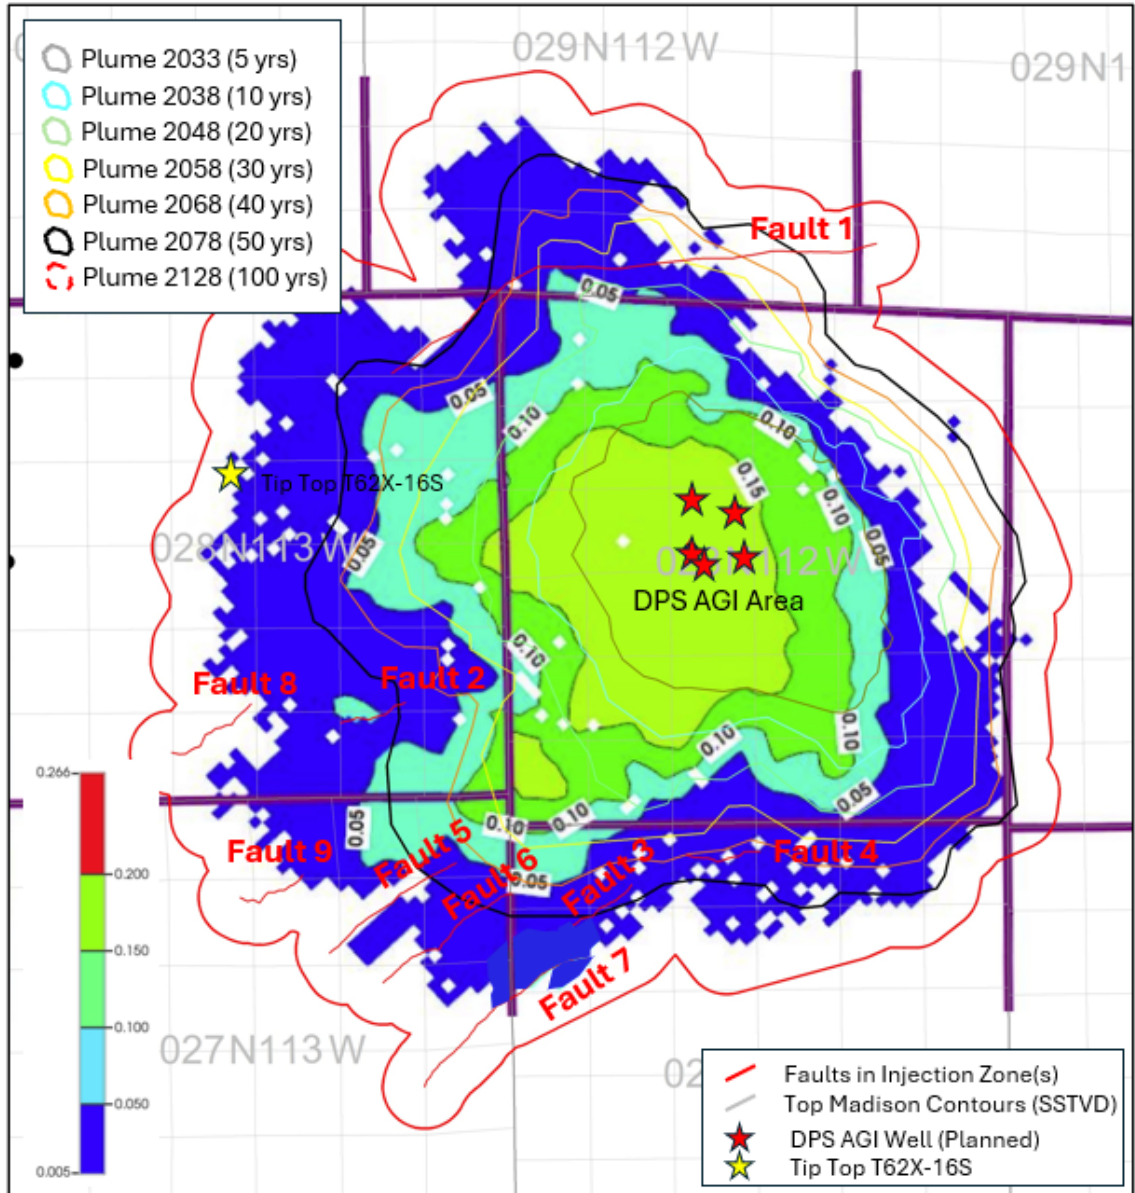 029N112W
029N1
Plume 2033 (5 yrs)
Plume 2038 (10 yrs)
Plume 2048 (20 yrs)
Plume 2058 (30 yrs)
Plume 2068 (40 yrs)
Plume 2078 (50 yrs)
Plume 2128 (100 yrs)
Fault 1
0.05
0.05
0.10
0.10
0.15
Tip Top T62X-16S
0.10
0.05
0.05
028N113W
112W
DPS AGI Area
0.10
Fault 2
Fault 8
0.10
0.10
0.266
0.05
0.10
0.10
0.05
Fault 5
Fault 9
Fault 6
Fault 3
Fault 4
0.05
0.200
0.150
Fault 7
0.100
027N113W
02
0.050
0.005
Faults in Injection Zone(s)
Top Madison Contours (SSTVD)
DPS AGI Well (Planned)
Tip Top T62X-16S